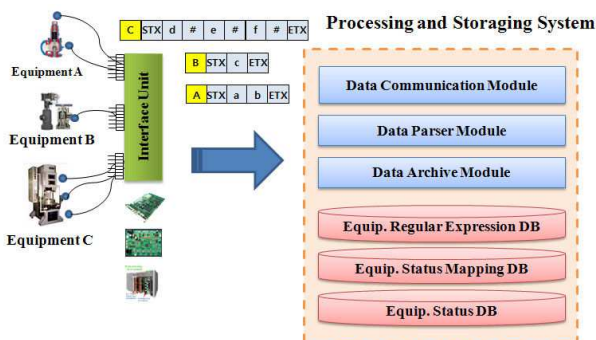 C STX d # e # f # ETX
Processing and Storaging System
B STX c ETX
A STX a b ETX
Equipment A
Equipment B
Equipment C
Interface Unit
Data Communication Module
Data Parser Module
Data Archive Module
Equip. Regular Expression DB
Equip. Status Mapping DB
Equip. Status DB